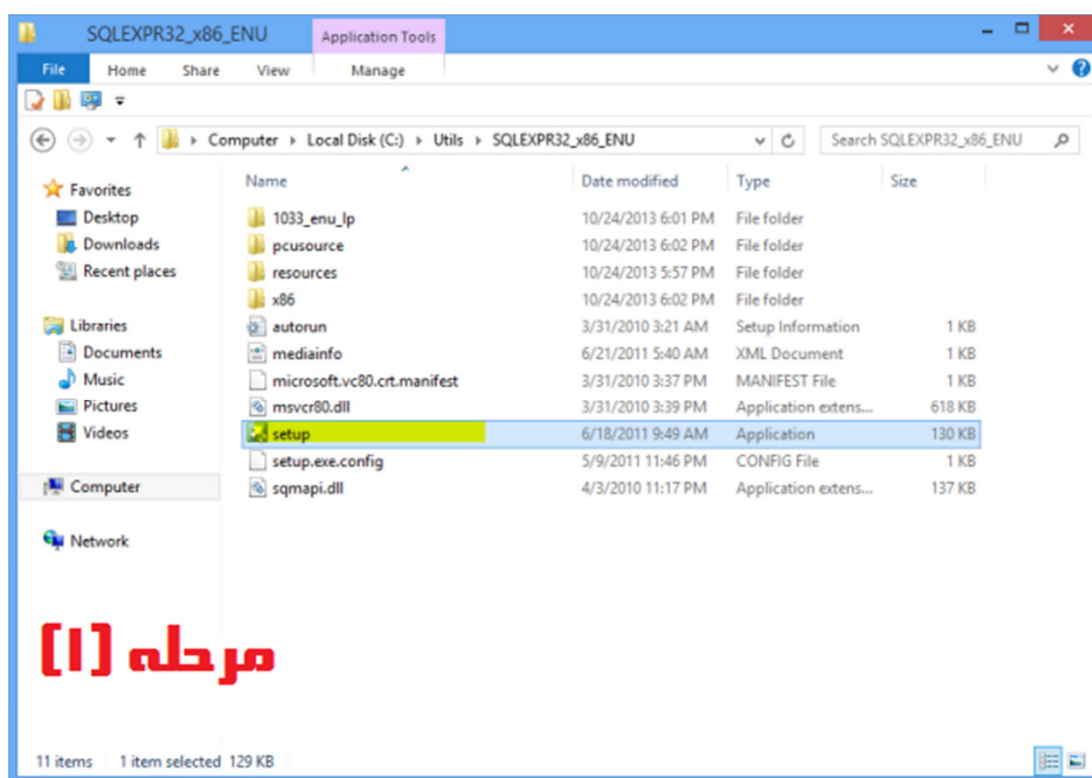 SQLEXPR32_x86_ENU Application Tools
File Home Share View Manage
Computer Local Disk (C:) Utils SQLEXPR32_x86_ENU Search SQLEXPR32_x86_ENU
Favorites
Desktop
Downloads
Recent places
Libraries
Documents
Music
Pictures
Videos
Computer
Network
Name Date modified Type Size
1033_enu_lp 10/24/2013 6:01 PM File folder
pcusource 10/24/2013 6:02 PM File folder
resources 10/24/2013 5:57 PM File folder
x86 10/24/2013 6:02 PM File folder
autorun 3/31/2010 3:21 AM Setup Information 1 KB
mediainfo 6/21/2011 5:40 AM XML Document 1 KB
microsoft.vc80.crt.manifest 3/31/2010 3:37 PM MANIFEST File 1 KB
msvcr80.dll 3/31/2010 3:39 PM Application extens... 618 KB
setup 6/18/2011 9:49 AM Application 130 KB
setup.exe.config 5/9/2011 11:46 PM CONFIG File 1 KB
sqmapi.dll 4/3/2010 11:17 PM Application extens... 137 KB
مرحله [۱]
11 items 1 item selected 129 KB